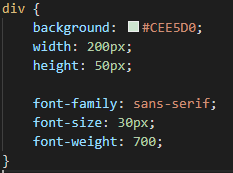 div {
    background: #CEE5D0;
    width: 200px;
    height: 50px;

    font-family: sans-serif;
    font-size: 30px;
    font-weight: 700;
}